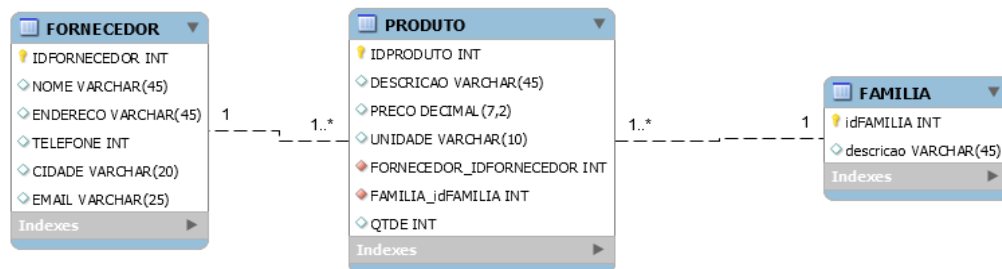 FORNECEDOR
IDFORNECEDOR INT
NOME VARCHAR(45)
ENDERECO VARCHAR(45)
TELEFONE INT
CIDADE VARCHAR(20)
EMAIL VARCHAR(25)
Indexes
1
1..*
PRODUTO
IDPRODUTO INT
DESCRICAO VARCHAR(45)
PRECO DECIMAL(7,2)
UNIDADE VARCHAR(10)
FORNECEDOR_IDFORNECEDOR INT
FAMILIA_idFAMILIA INT
QTDE INT
Indexes
1..*
1
FAMILIA
idFAMILIA INT
descricao VARCHAR(45)
Indexes